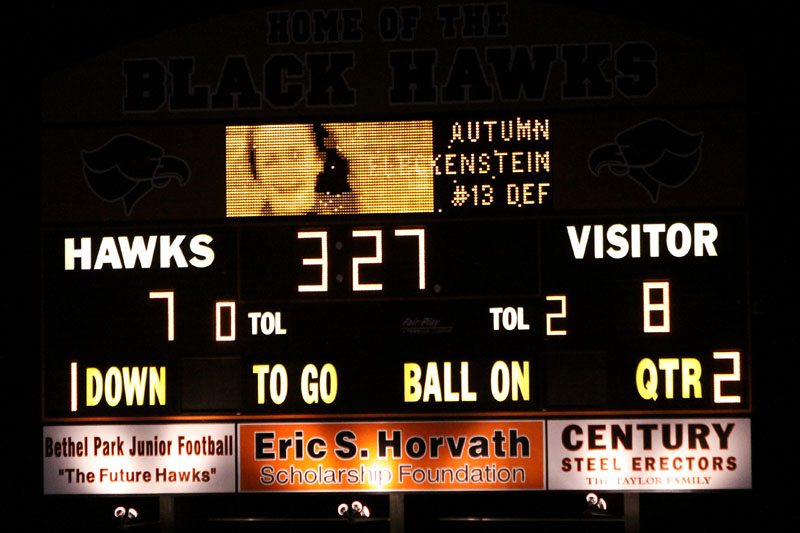 HOME OF THE
BLACK HAWKS
AUTUMN
FLECKENSTEIN
#13 DEF
HAWKS 3:27 VISITOR
7 0 TOL TOL 2 8
Fair-Play
1 DOWN TO GO BALL ON QTR 2
Bethel Park Junior Football
"The Future Hawks"
Eric S. Horvath
Scholarship Foundation
CENTURY
STEEL ERECTORS
THE TAYLOR FAMILY